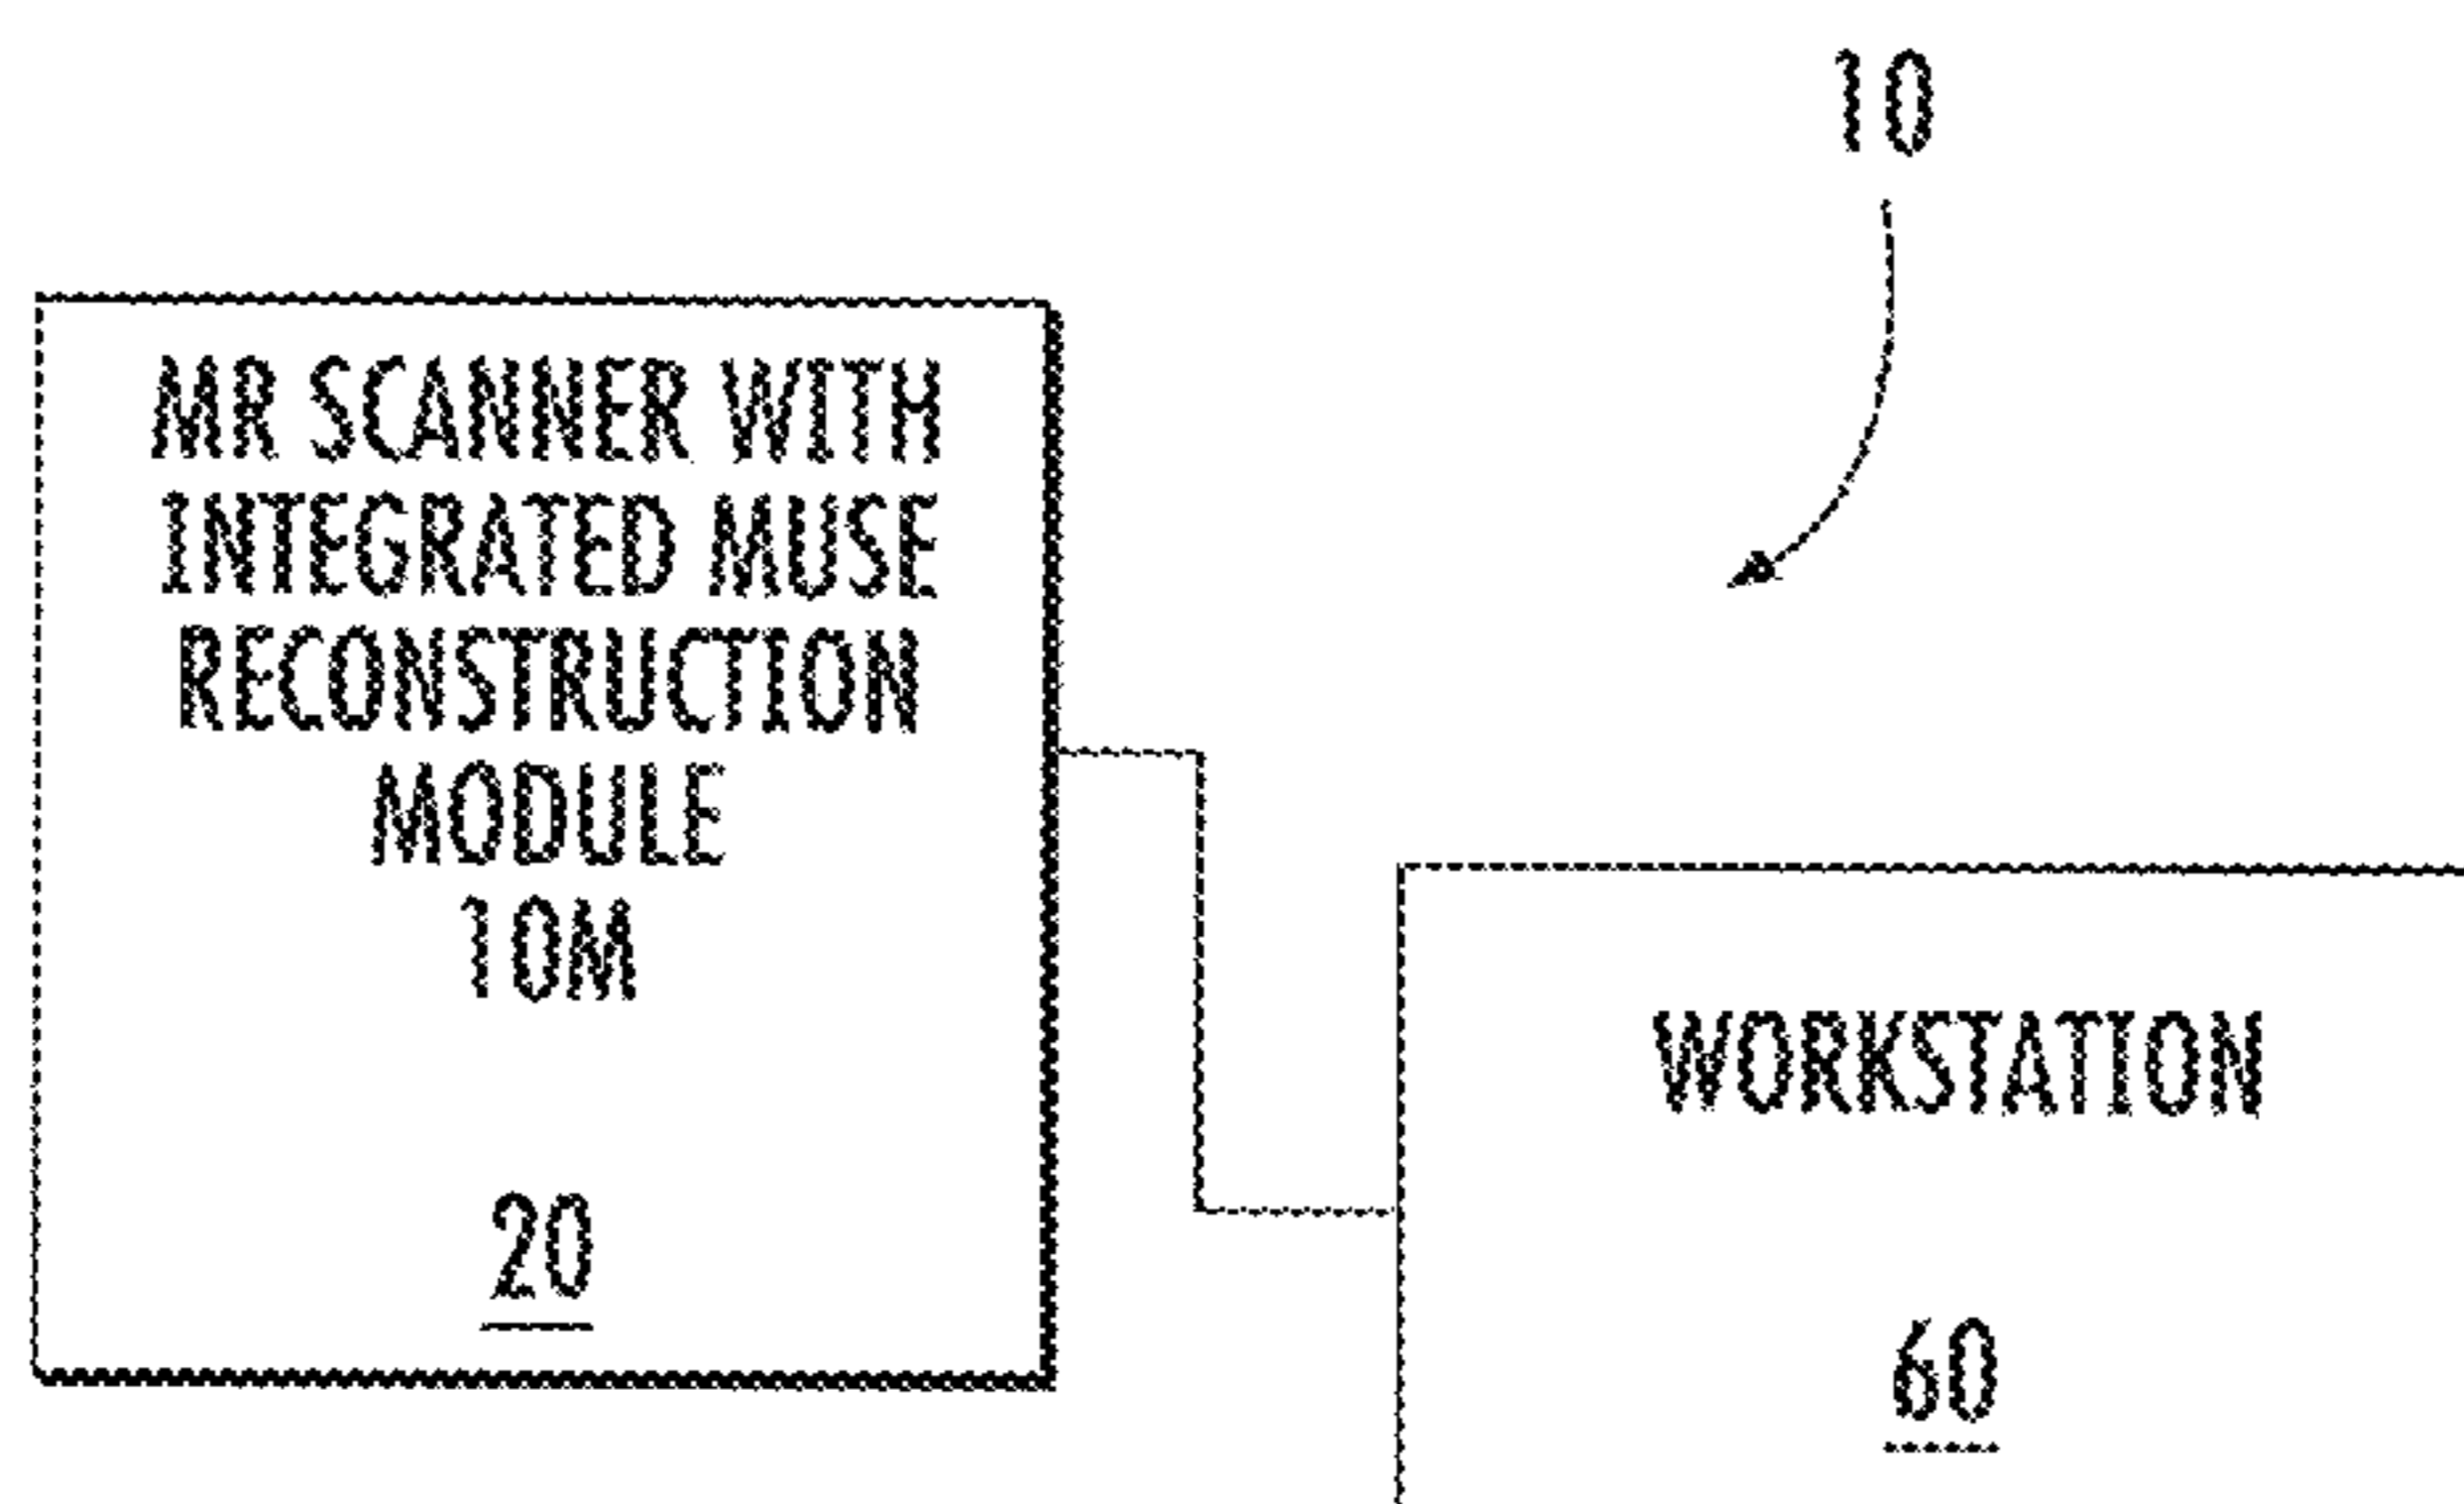 10
MR SCANNER WITH
INTEGRATED MUSE
RECONSTRUCTION
MODULE
10M
20
WORKSTATION
60